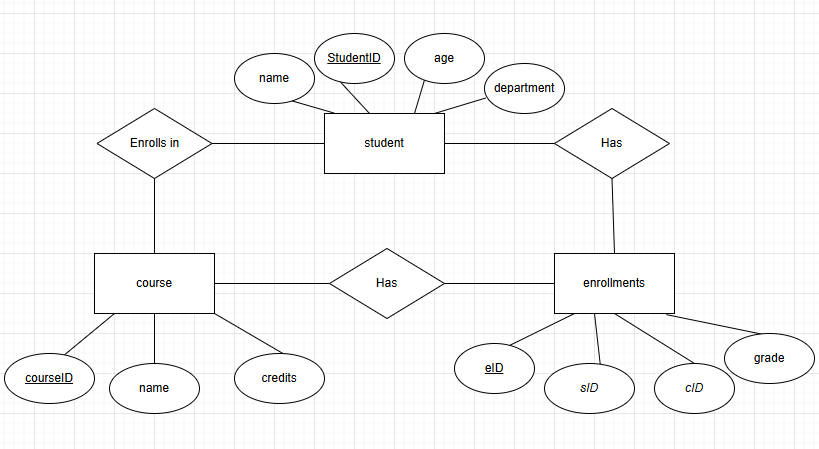 StudentID
age
name
department
Enrolls in
student
Has
course
Has
enrollments
courseID
name
credits
eID
sID
cID
grade